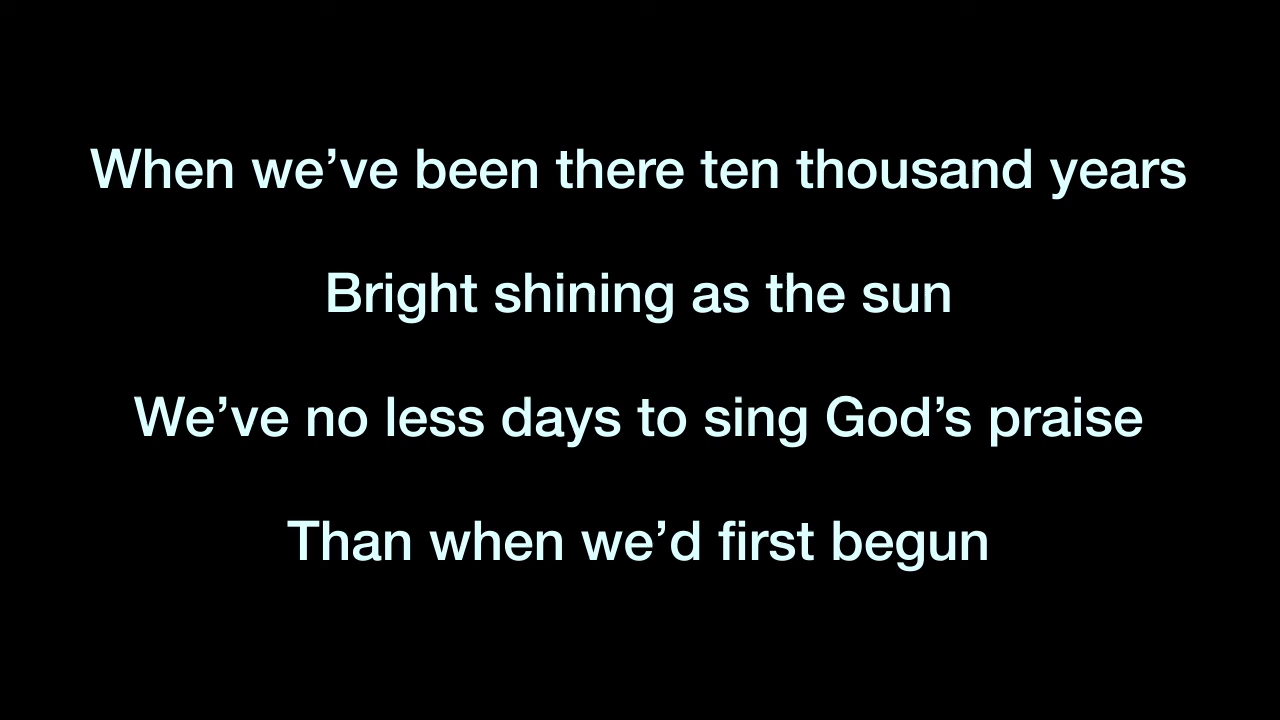 When we’ve been there ten thousand years
Bright shining as the sun
We’ve no less days to sing God’s praise
Than when we’d first begun